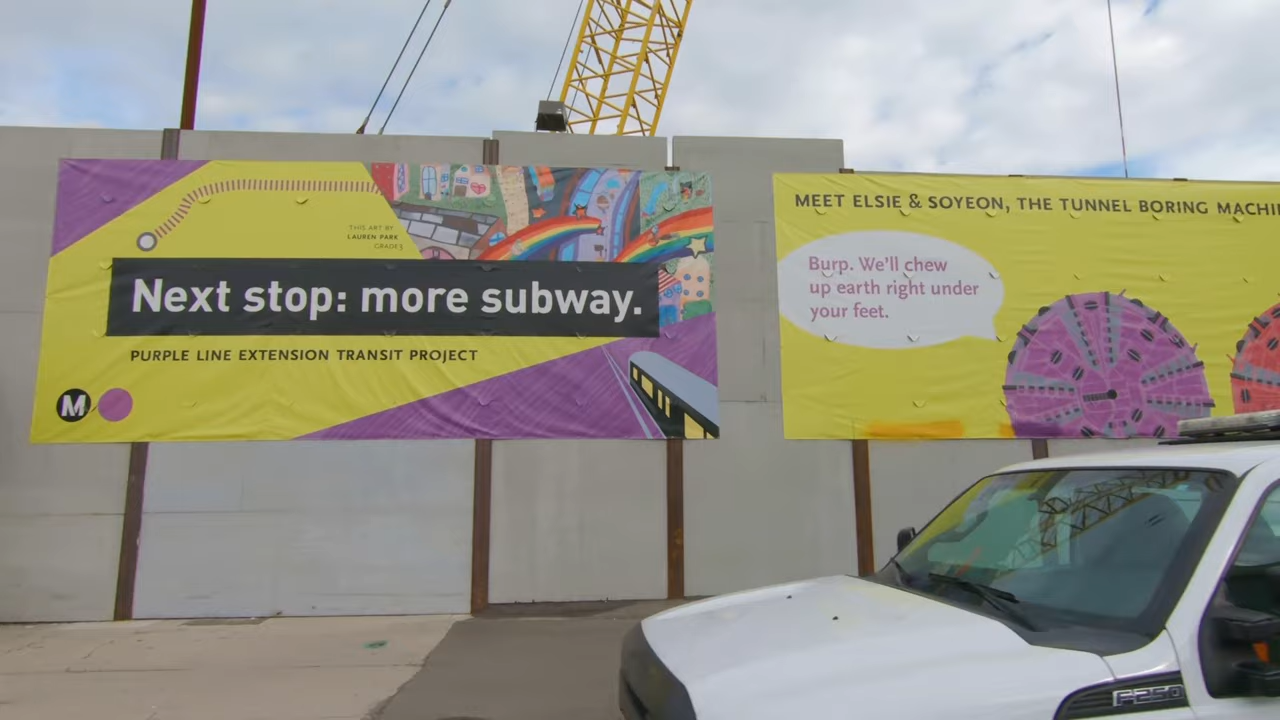 THIS ART BY
LAUREN PARK
GRADE 3
Next stop: more subway.
PURPLE LINE EXTENSION TRANSIT PROJECT
M
MEET ELSIE & SOYEON, THE TUNNEL BORING MACHI
Burp. We'll chew
up earth right under
your feet.
F250